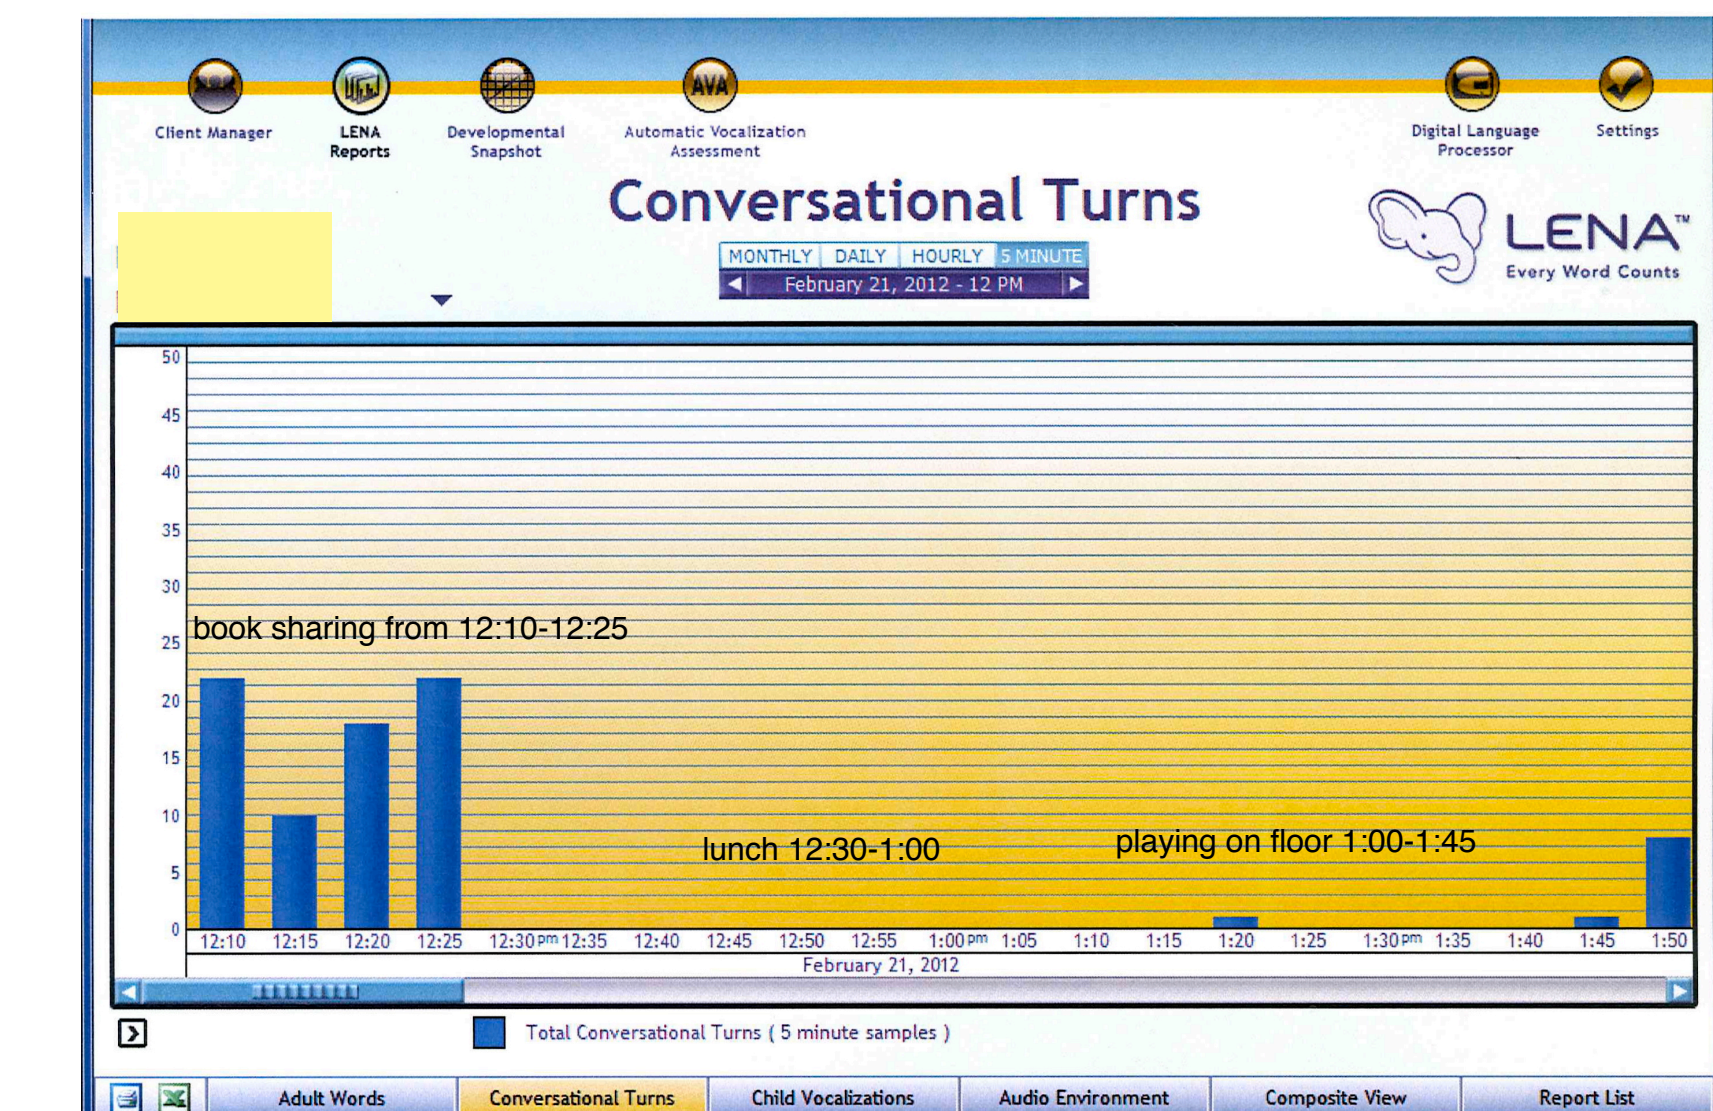 AVA
Client Manager
LENA
Reports
Developmental
Snapshot
Automatic Vocalization
Assessment
Digital Language
Processor
Settings
Conversational Turns
MONTHLY DAILY HOURLY 5 MINUTE
February 21, 2012 - 12 PM
LENA™
Every Word Counts
50
45
40
35
30
25
20
15
10
5
0
book sharing from 12:10-12:25
lunch 12:30-1:00
playing on floor 1:00-1:45
12:10 12:15 12:20 12:25 12:30 pm 12:35 12:40 12:45 12:50 12:55 1:00 pm 1:05 1:10 1:15 1:20 1:25 1:30 pm 1:35 1:40 1:45 1:50
February 21, 2012
Total Conversational Turns ( 5 minute samples )
Adult Words Conversational Turns Child Vocalizations Audio Environment Composite View Report List